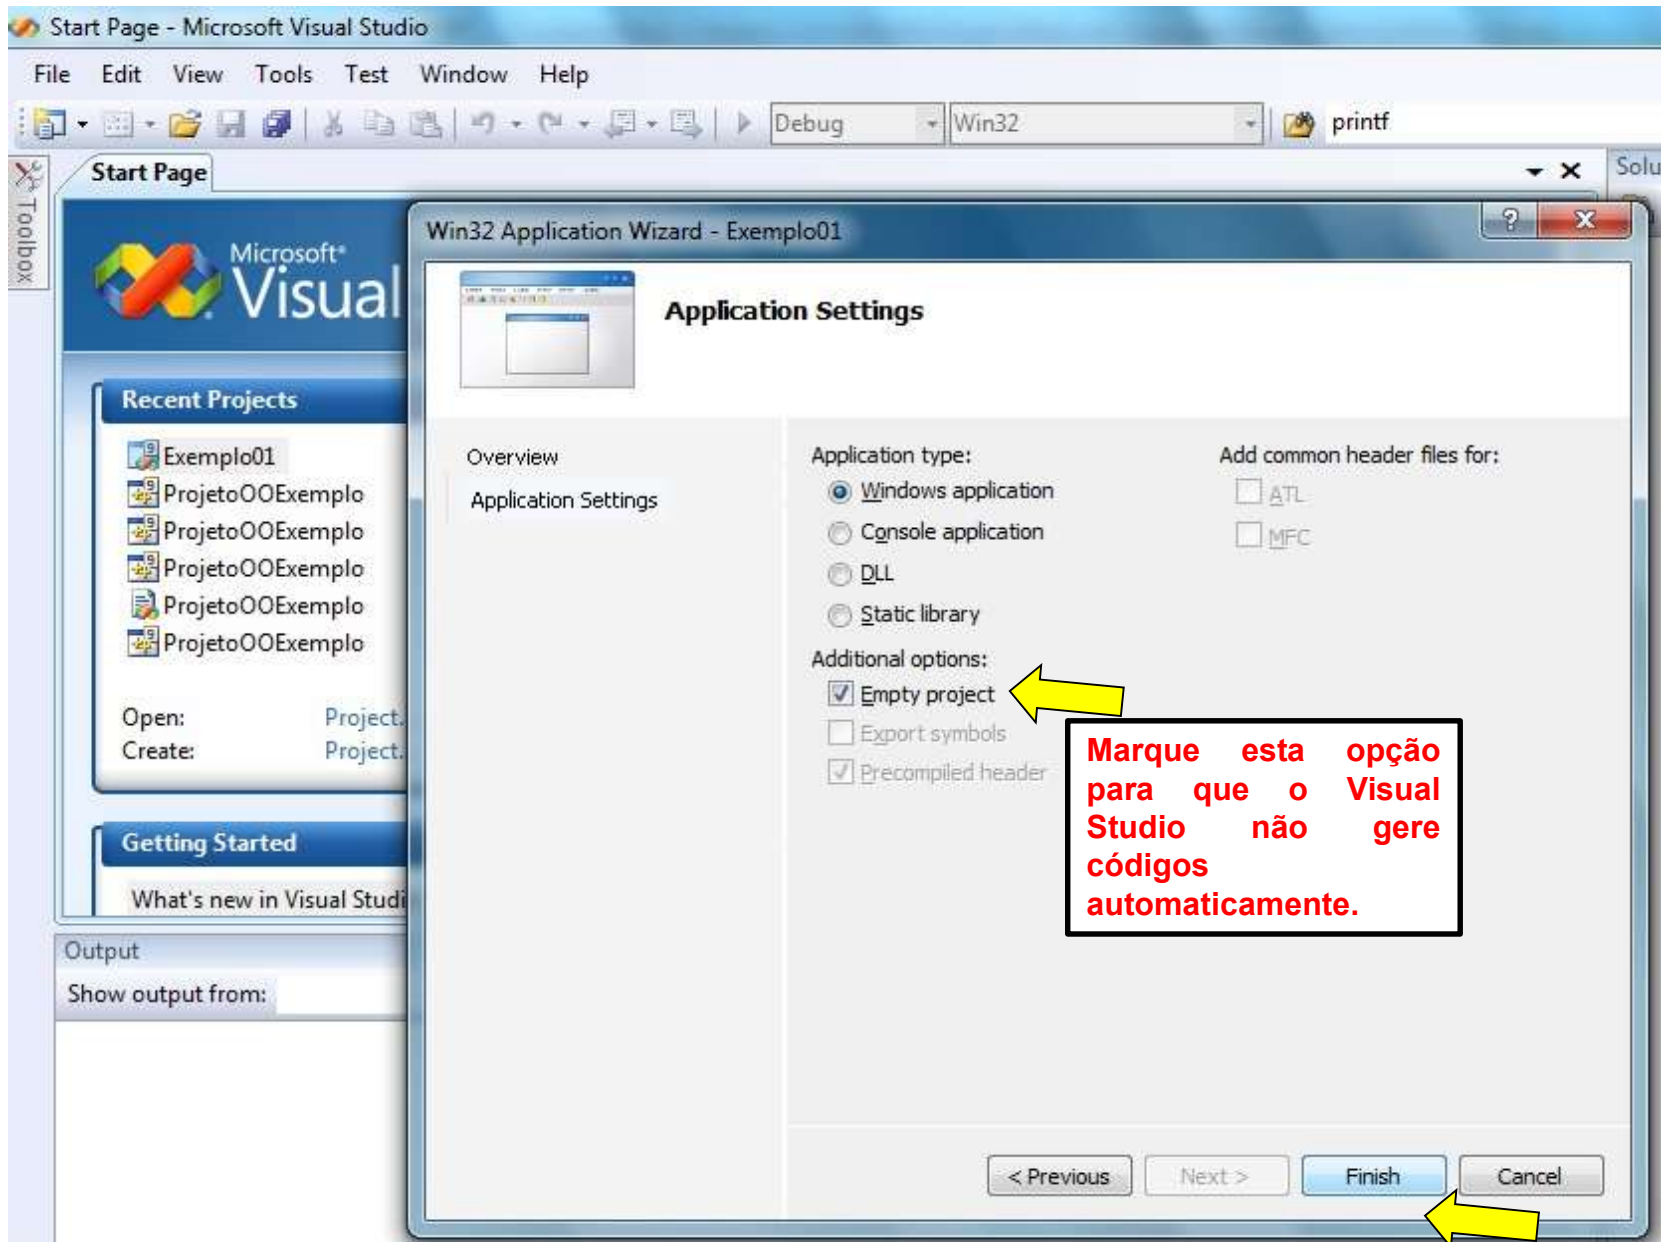 Start Page - Microsoft Visual Studio
File Edit View Tools Test Window Help
Debug Win32 printf
Toolbox
Start Page
Solu
Microsoft
Visual
Recent Projects
Exemplo01
ProjetoOOExemplo
ProjetoOOExemplo
ProjetoOOExemplo
ProjetoOOExemplo
ProjetoOOExemplo
Open: Project.
Create: Project.
Getting Started
What's new in Visual Studi
Output
Show output from:
Win32 Application Wizard - Exemplo01
Application Settings
Overview
Application Settings
Application type:
Windows application
Console application
DLL
Static library
Additional options:
Empty project
Export symbols
Precompiled header
Add common header files for:
ATL
MFC
Marque esta opção
para que o Visual
Studio não gere
códigos
automaticamente.
< Previous Next > Finish Cancel